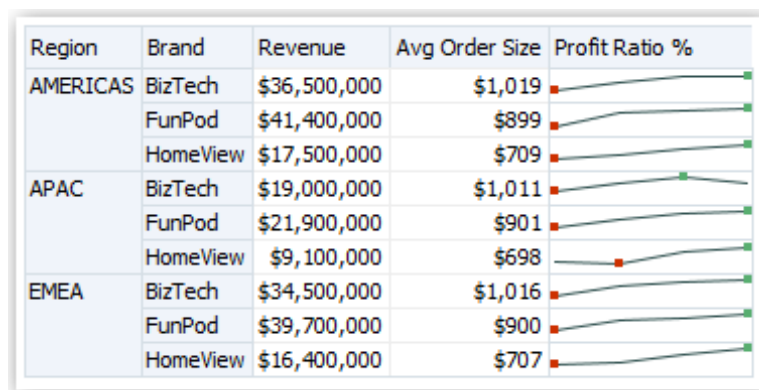 Region Brand Revenue Avg Order Size Profit Ratio %
AMERICAS BizTech $36,500,000 $1,019
FunPod $41,400,000 $899
HomeView $17,500,000 $709
APAC BizTech $19,000,000 $1,011
FunPod $21,900,000 $901
HomeView $9,100,000 $698
EMEA BizTech $34,500,000 $1,016
FunPod $39,700,000 $900
HomeView $16,400,000 $707